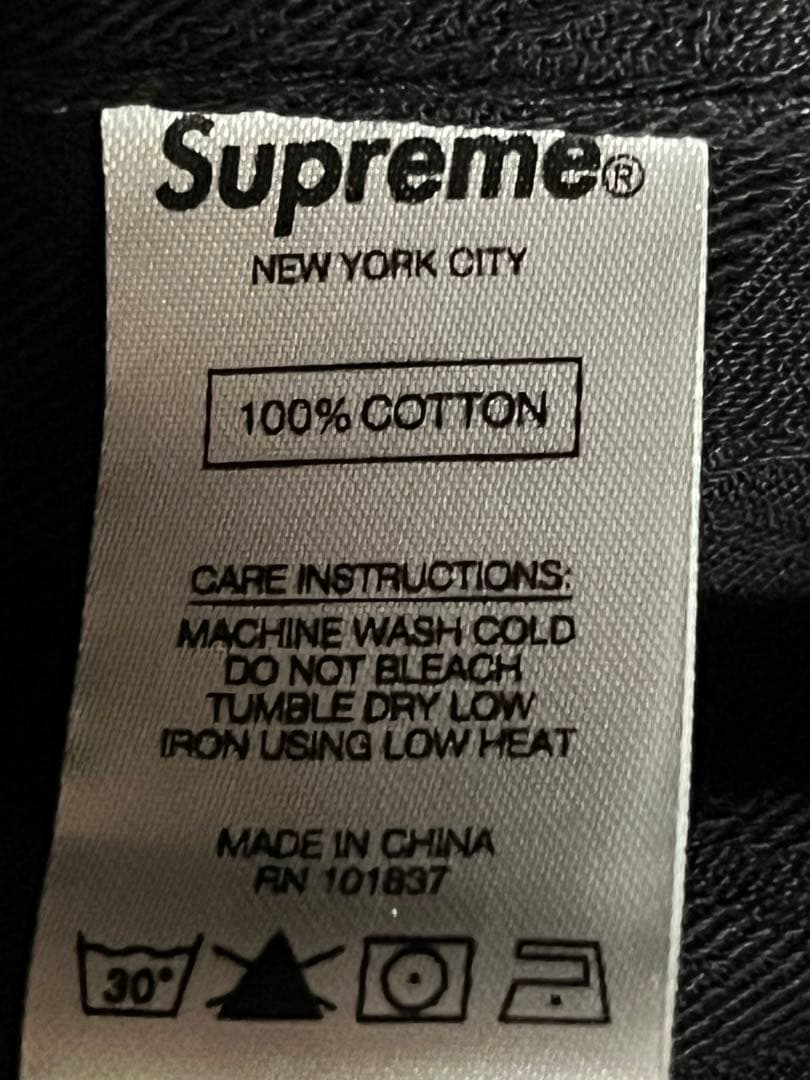 Supreme®
NEW YORK CITY
100% COTTON
CARE INSTRUCTIONS:
MACHINE WASH COLD
DO NOT BLEACH
TUMBLE DRY LOW
IRON USING LOW HEAT
MADE IN CHINA
RN 101837
30°